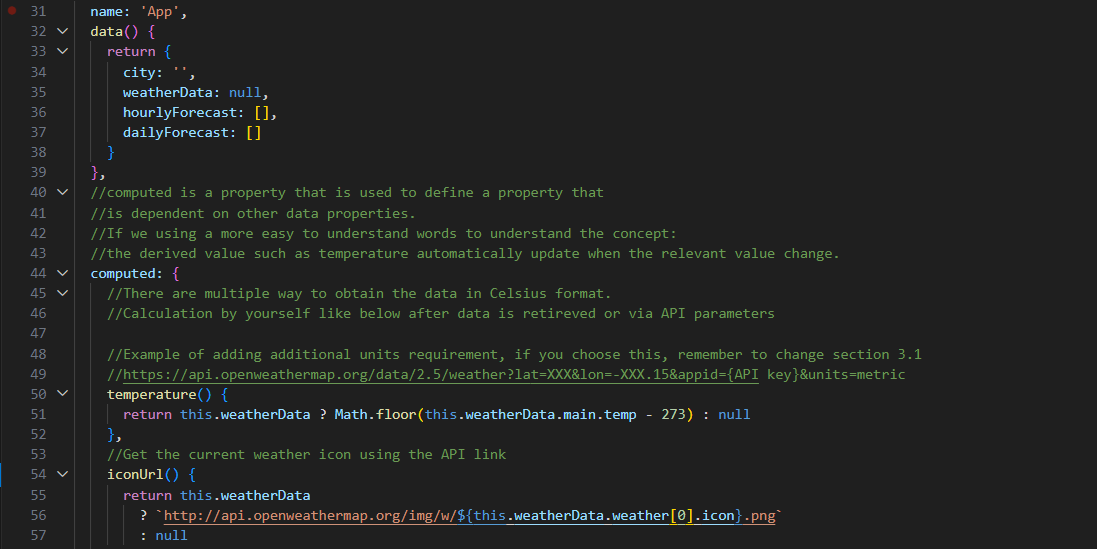 31 name: 'App',
32 data() {
33 return {
34 city: '',
35 weatherData: null,
36 hourlyForecast: [],
37 dailyForecast: []
38 }
39 },
40 //computed is a property that is used to define a property that
41 //is dependent on other data properties.
42 //If we using a more easy to understand words to understand the concept:
43 //the derived value such as temperature automatically update when the relevant value change.
44 computed: {
45 //There are multiple way to obtain the data in Celsius format.
46 //Calculation by yourself like below after data is retireved or via API parameters
47
48 //Example of adding additional units requirement, if you choose this, remember to change section 3.1
49 //https://api.openweathermap.org/data/2.5/weather?lat=XXX&lon=-XXX.15&appid={API key}&units=metric
50 temperature() {
51 return this.weatherData ? Math.floor(this.weatherData.main.temp - 273) : null
52 },
53 //Get the current weather icon using the API link
54 iconUrl() {
55 return this.weatherData
56 ? `http://api.openweathermap.org/img/w/${this.weatherData.weather[0].icon}.png`
57 : null